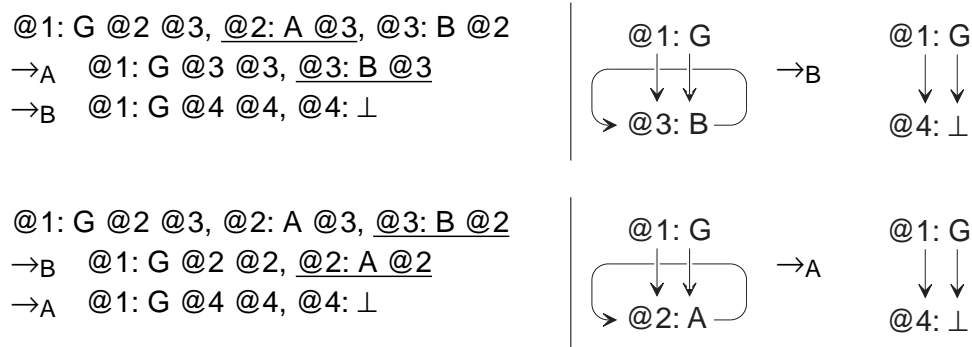 @1: G @2 @3, @2: A @3, @3: B @2
→A @1: G @3 @3, @3: B @3
→B @1: G @4 @4, @4: ⊥
@1: G
@3: B
→B
@1: G
@4: ⊥
@1: G @2 @3, @2: A @3, @3: B @2
→B @1: G @2 @2, @2: A @2
→A @1: G @4 @4, @4: ⊥
@1: G
@2: A
→A
@1: G
@4: ⊥